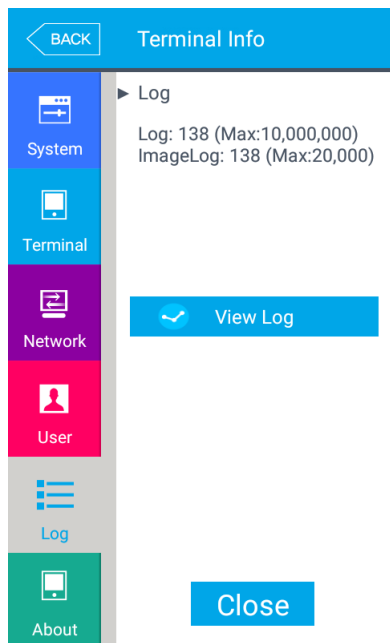 BACK
Terminal Info
System
Terminal
Network
User
Log
About
► Log
Log: 138 (Max:10,000,000)
ImageLog: 138 (Max:20,000)
View Log
Close